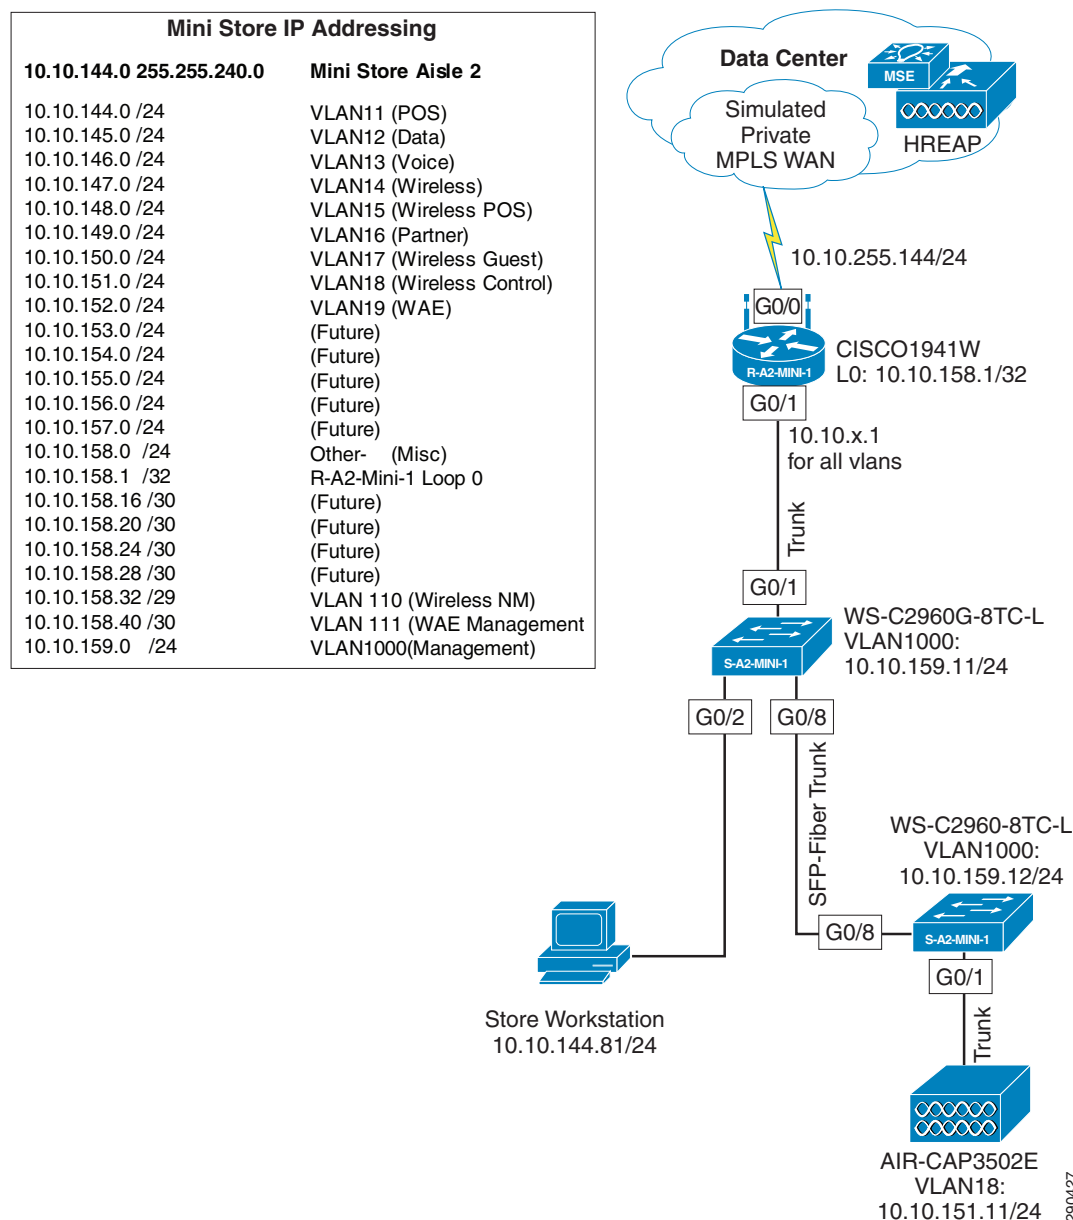 Mini Store IP Addressing
10.10.144.0 255.255.240.0 Mini Store Aisle 2
10.10.144.0 /24 VLAN11 (POS)
10.10.145.0 /24 VLAN12 (Data)
10.10.146.0 /24 VLAN13 (Voice)
10.10.147.0 /24 VLAN14 (Wireless)
10.10.148.0 /24 VLAN15 (Wireless POS)
10.10.149.0 /24 VLAN16 (Partner)
10.10.150.0 /24 VLAN17 (Wireless Guest)
10.10.151.0 /24 VLAN18 (Wireless Control)
10.10.152.0 /24 VLAN19 (WAE)
10.10.153.0 /24 (Future)
10.10.154.0 /24 (Future)
10.10.155.0 /24 (Future)
10.10.156.0 /24 (Future)
10.10.157.0 /24 (Future)
10.10.158.0 /24 Other- (Misc)
10.10.158.1 /32 R-A2-Mini-1 Loop 0
10.10.158.16 /30 (Future)
10.10.158.20 /30 (Future)
10.10.158.24 /30 (Future)
10.10.158.28 /30 (Future)
10.10.158.32 /29 VLAN 110 (Wireless NM)
10.10.158.40 /30 VLAN 111 (WAE Management
10.10.159.0 /24 VLAN1000(Management)
Data Center
MSE
HREAP
Simulated
Private
MPLS WAN
10.10.255.144/24
G0/0
R-A2-MINI-1
CISCO1941W
L0: 10.10.158.1/32
G0/1
10.10.x.1
for all vlans
Trunk
G0/1
S-A2-MINI-1
WS-C2960G-8TC-L
VLAN1000:
10.10.159.11/24
G0/2
G0/8
SFP-Fiber Trunk
WS-C2960-8TC-L
VLAN1000:
10.10.159.12/24
G0/8
S-A2-MINI-1
G0/1
Trunk
Store Workstation
10.10.144.81/24
AIR-CAP3502E
VLAN18:
10.10.151.11/24
290427